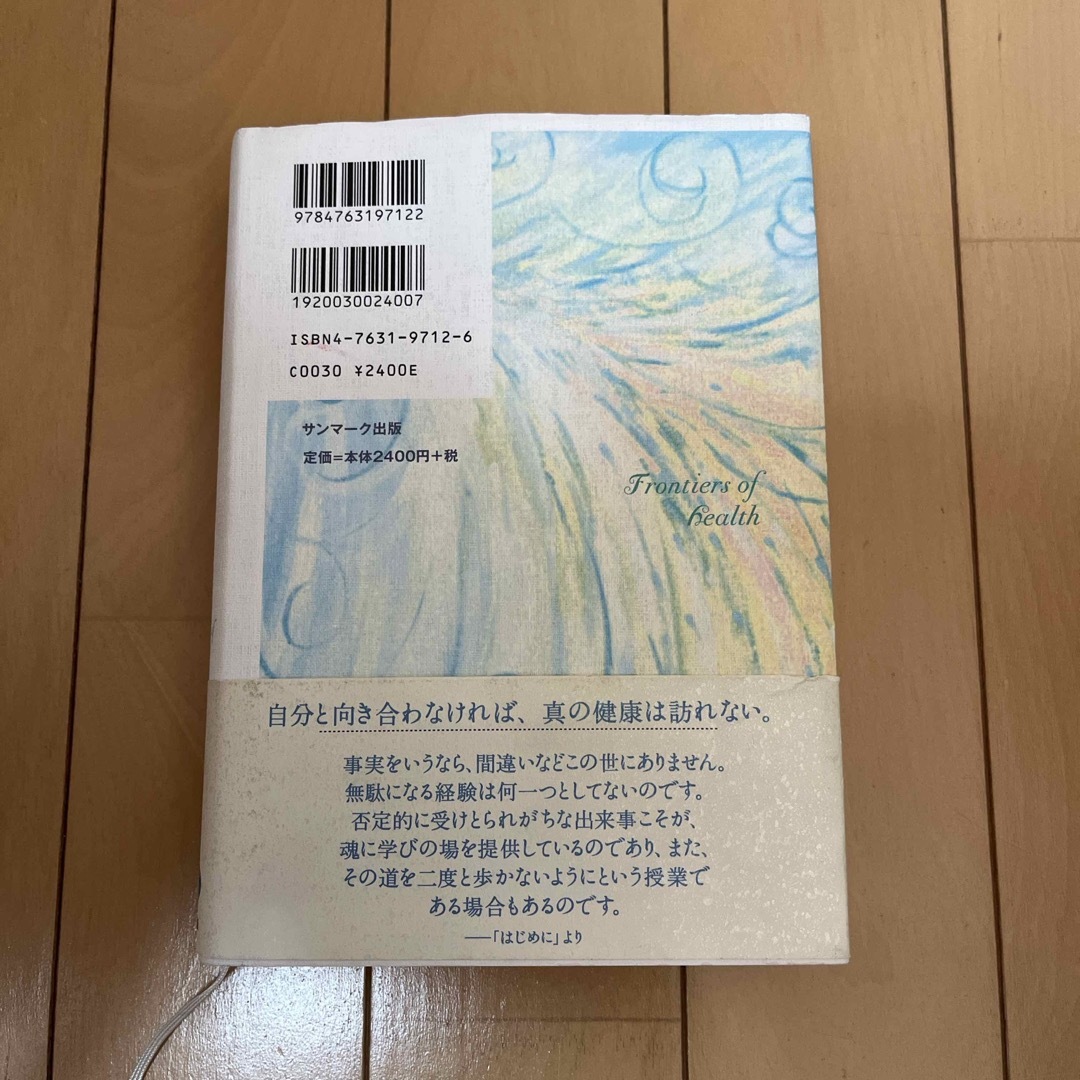 9784763197122
1920030024007
ISBN4-7631-9712-6
C0030 ¥2400E
サンマーク出版
定価=本体2400円+税
Frontiers of
Health
自分と向き合わなければ、真の健康は訪れない。
事実をいうなら、間違いなどこの世にありません。
無駄になる経験は何一つとしてないのです。
否定的に受けとられがちな出来事こそが、
魂に学びの場を提供しているのであり、また、
その道を二度と歩かないようにという授業で
ある場合もあるのです。
——「はじめに」より